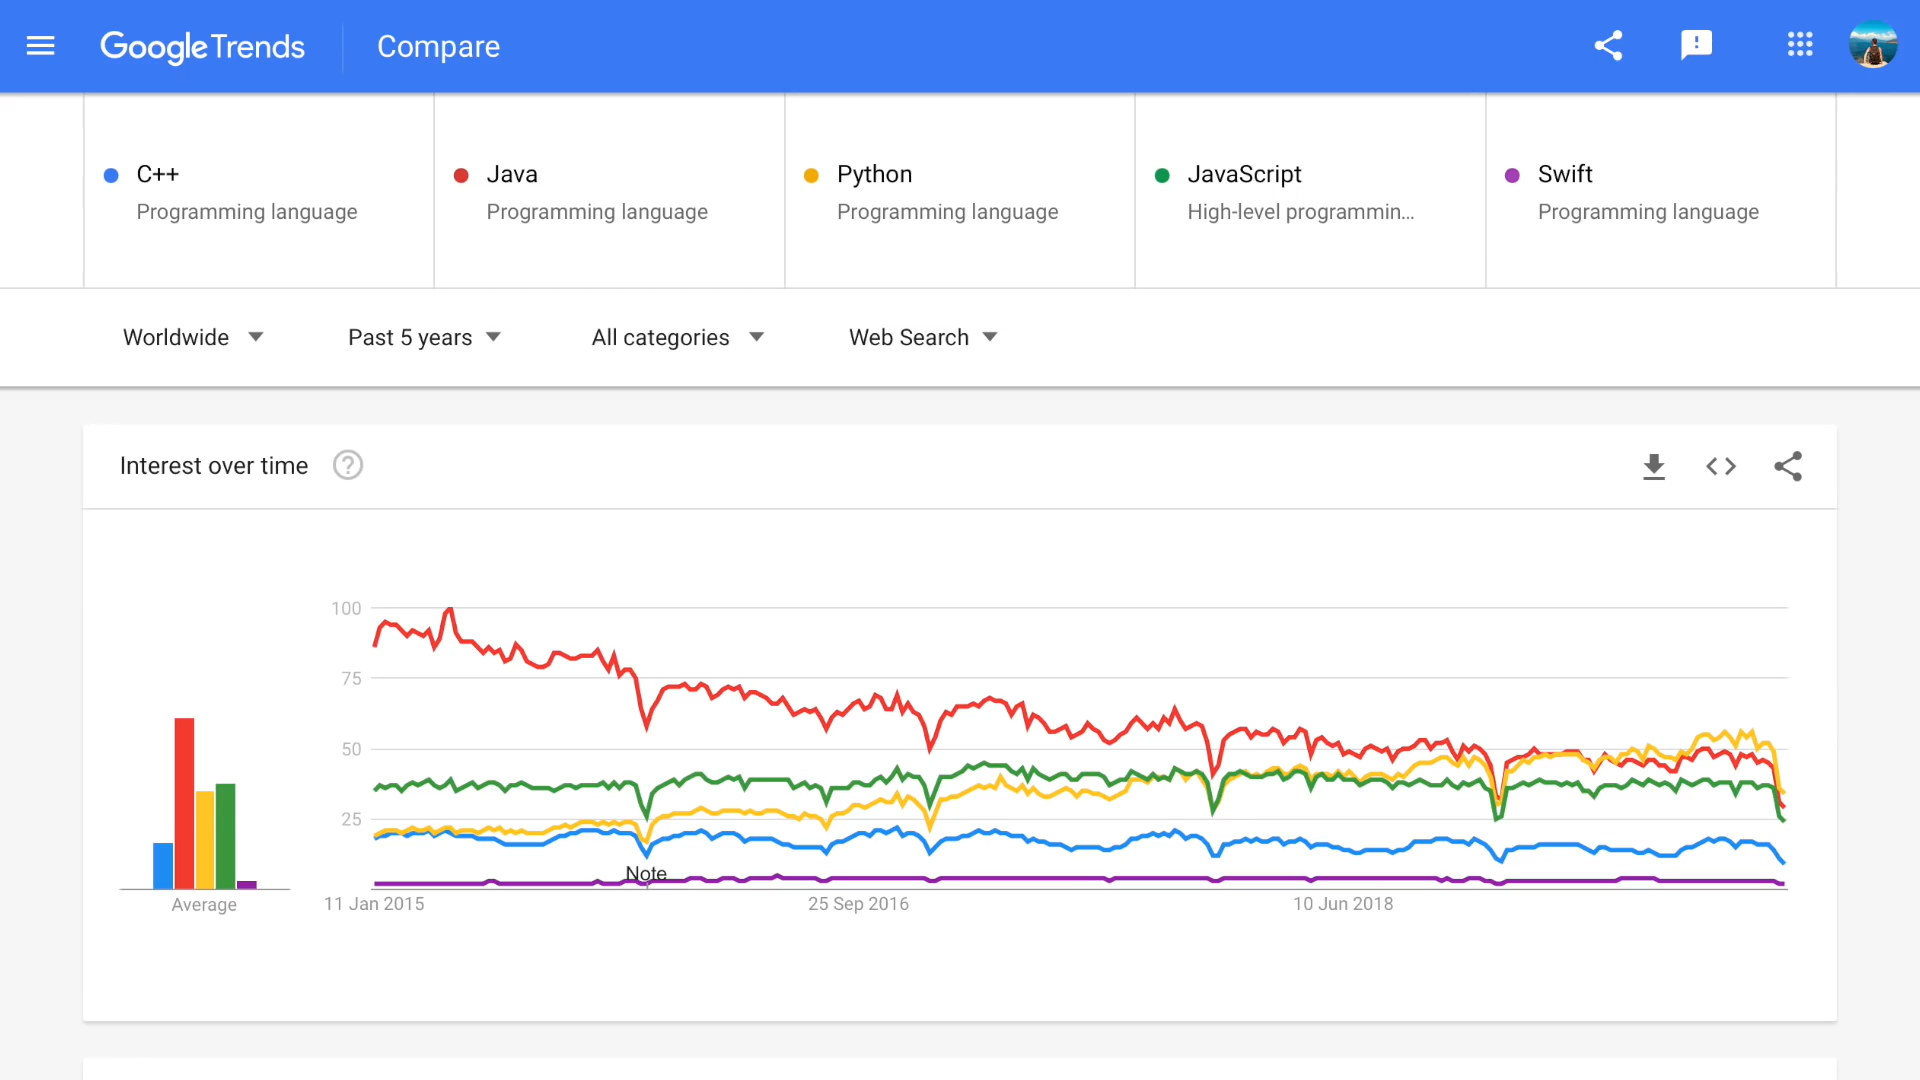 Google Trends
Compare
C++
Programming language
Java
Programming language
Python
Programming language
JavaScript
High-level programmin...
Swift
Programming language
Worldwide
Past 5 years
All categories
Web Search
Interest over time
?
100
75
50
25
Note
Average
11 Jan 2015
25 Sep 2016
10 Jun 2018